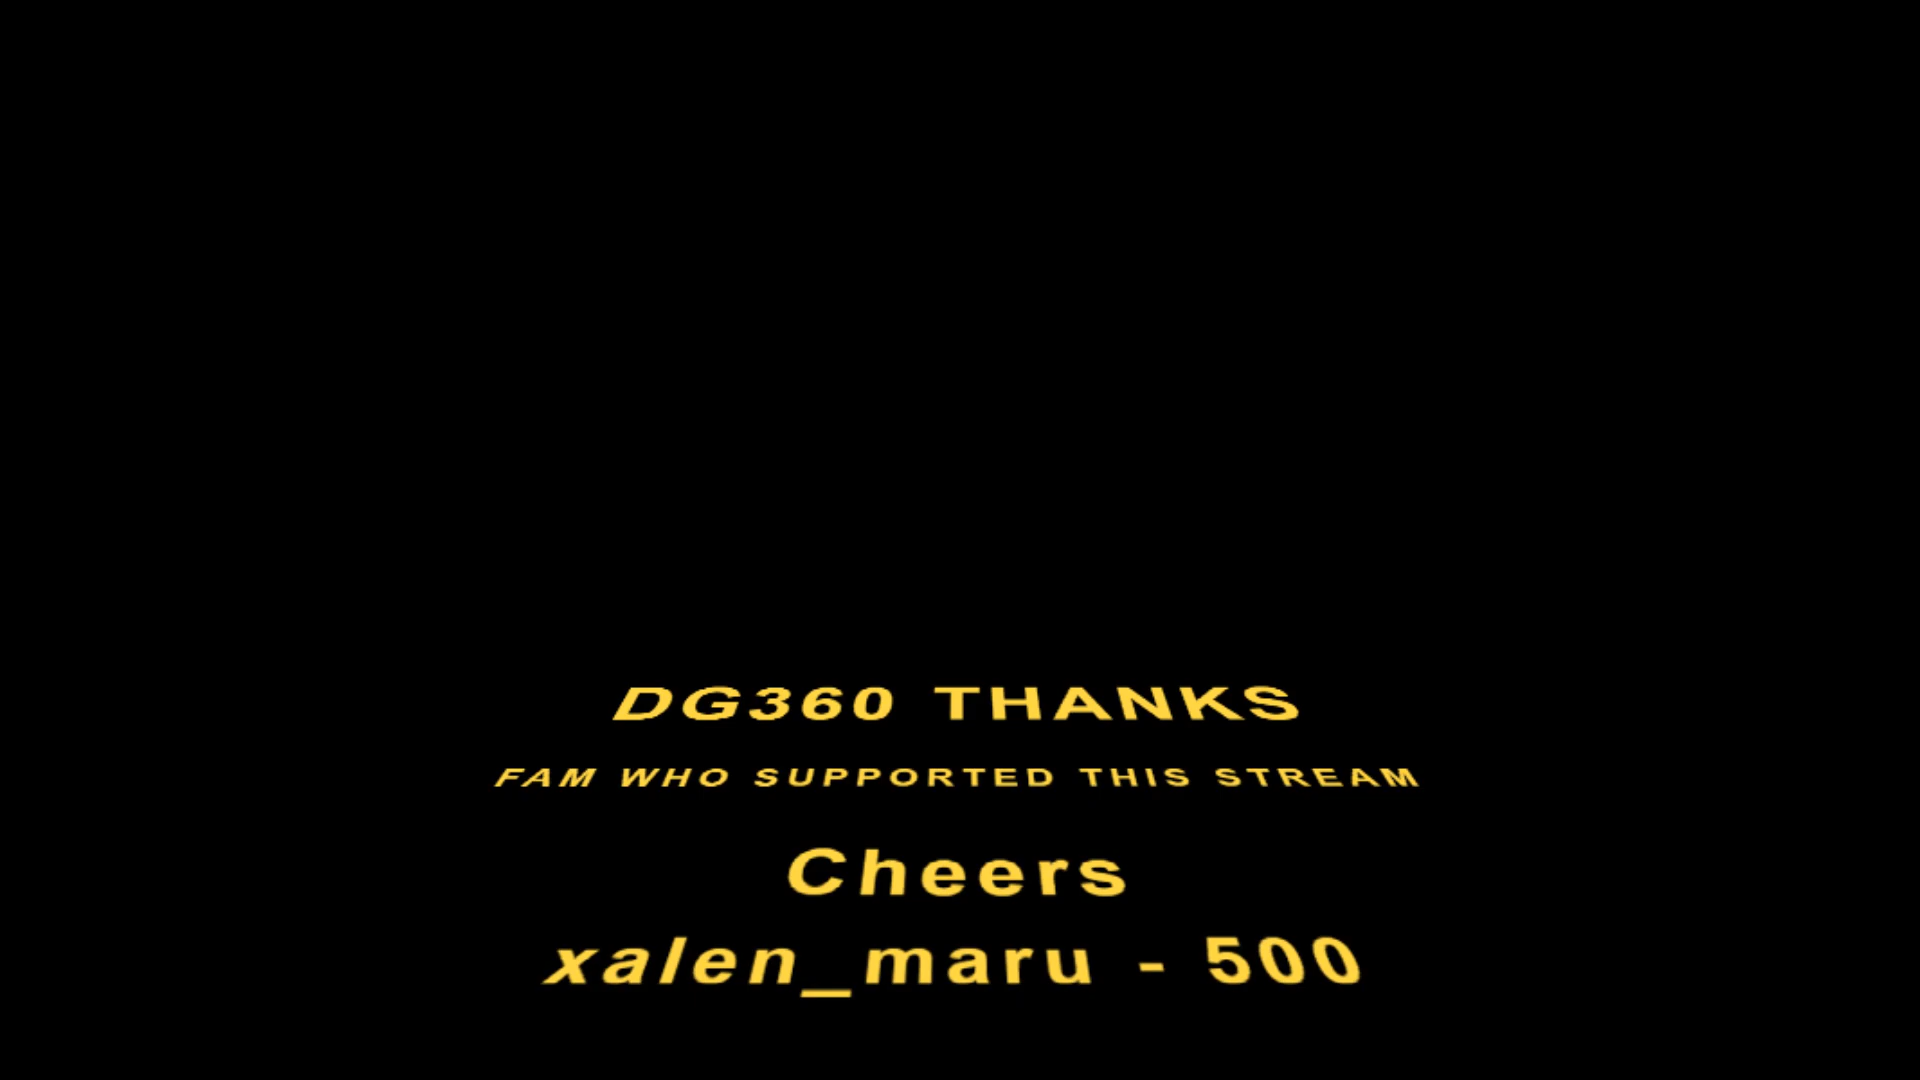 DG360 THANKS
FAM WHO SUPPORTED THIS STREAM
Cheers
xalen_maru - 500